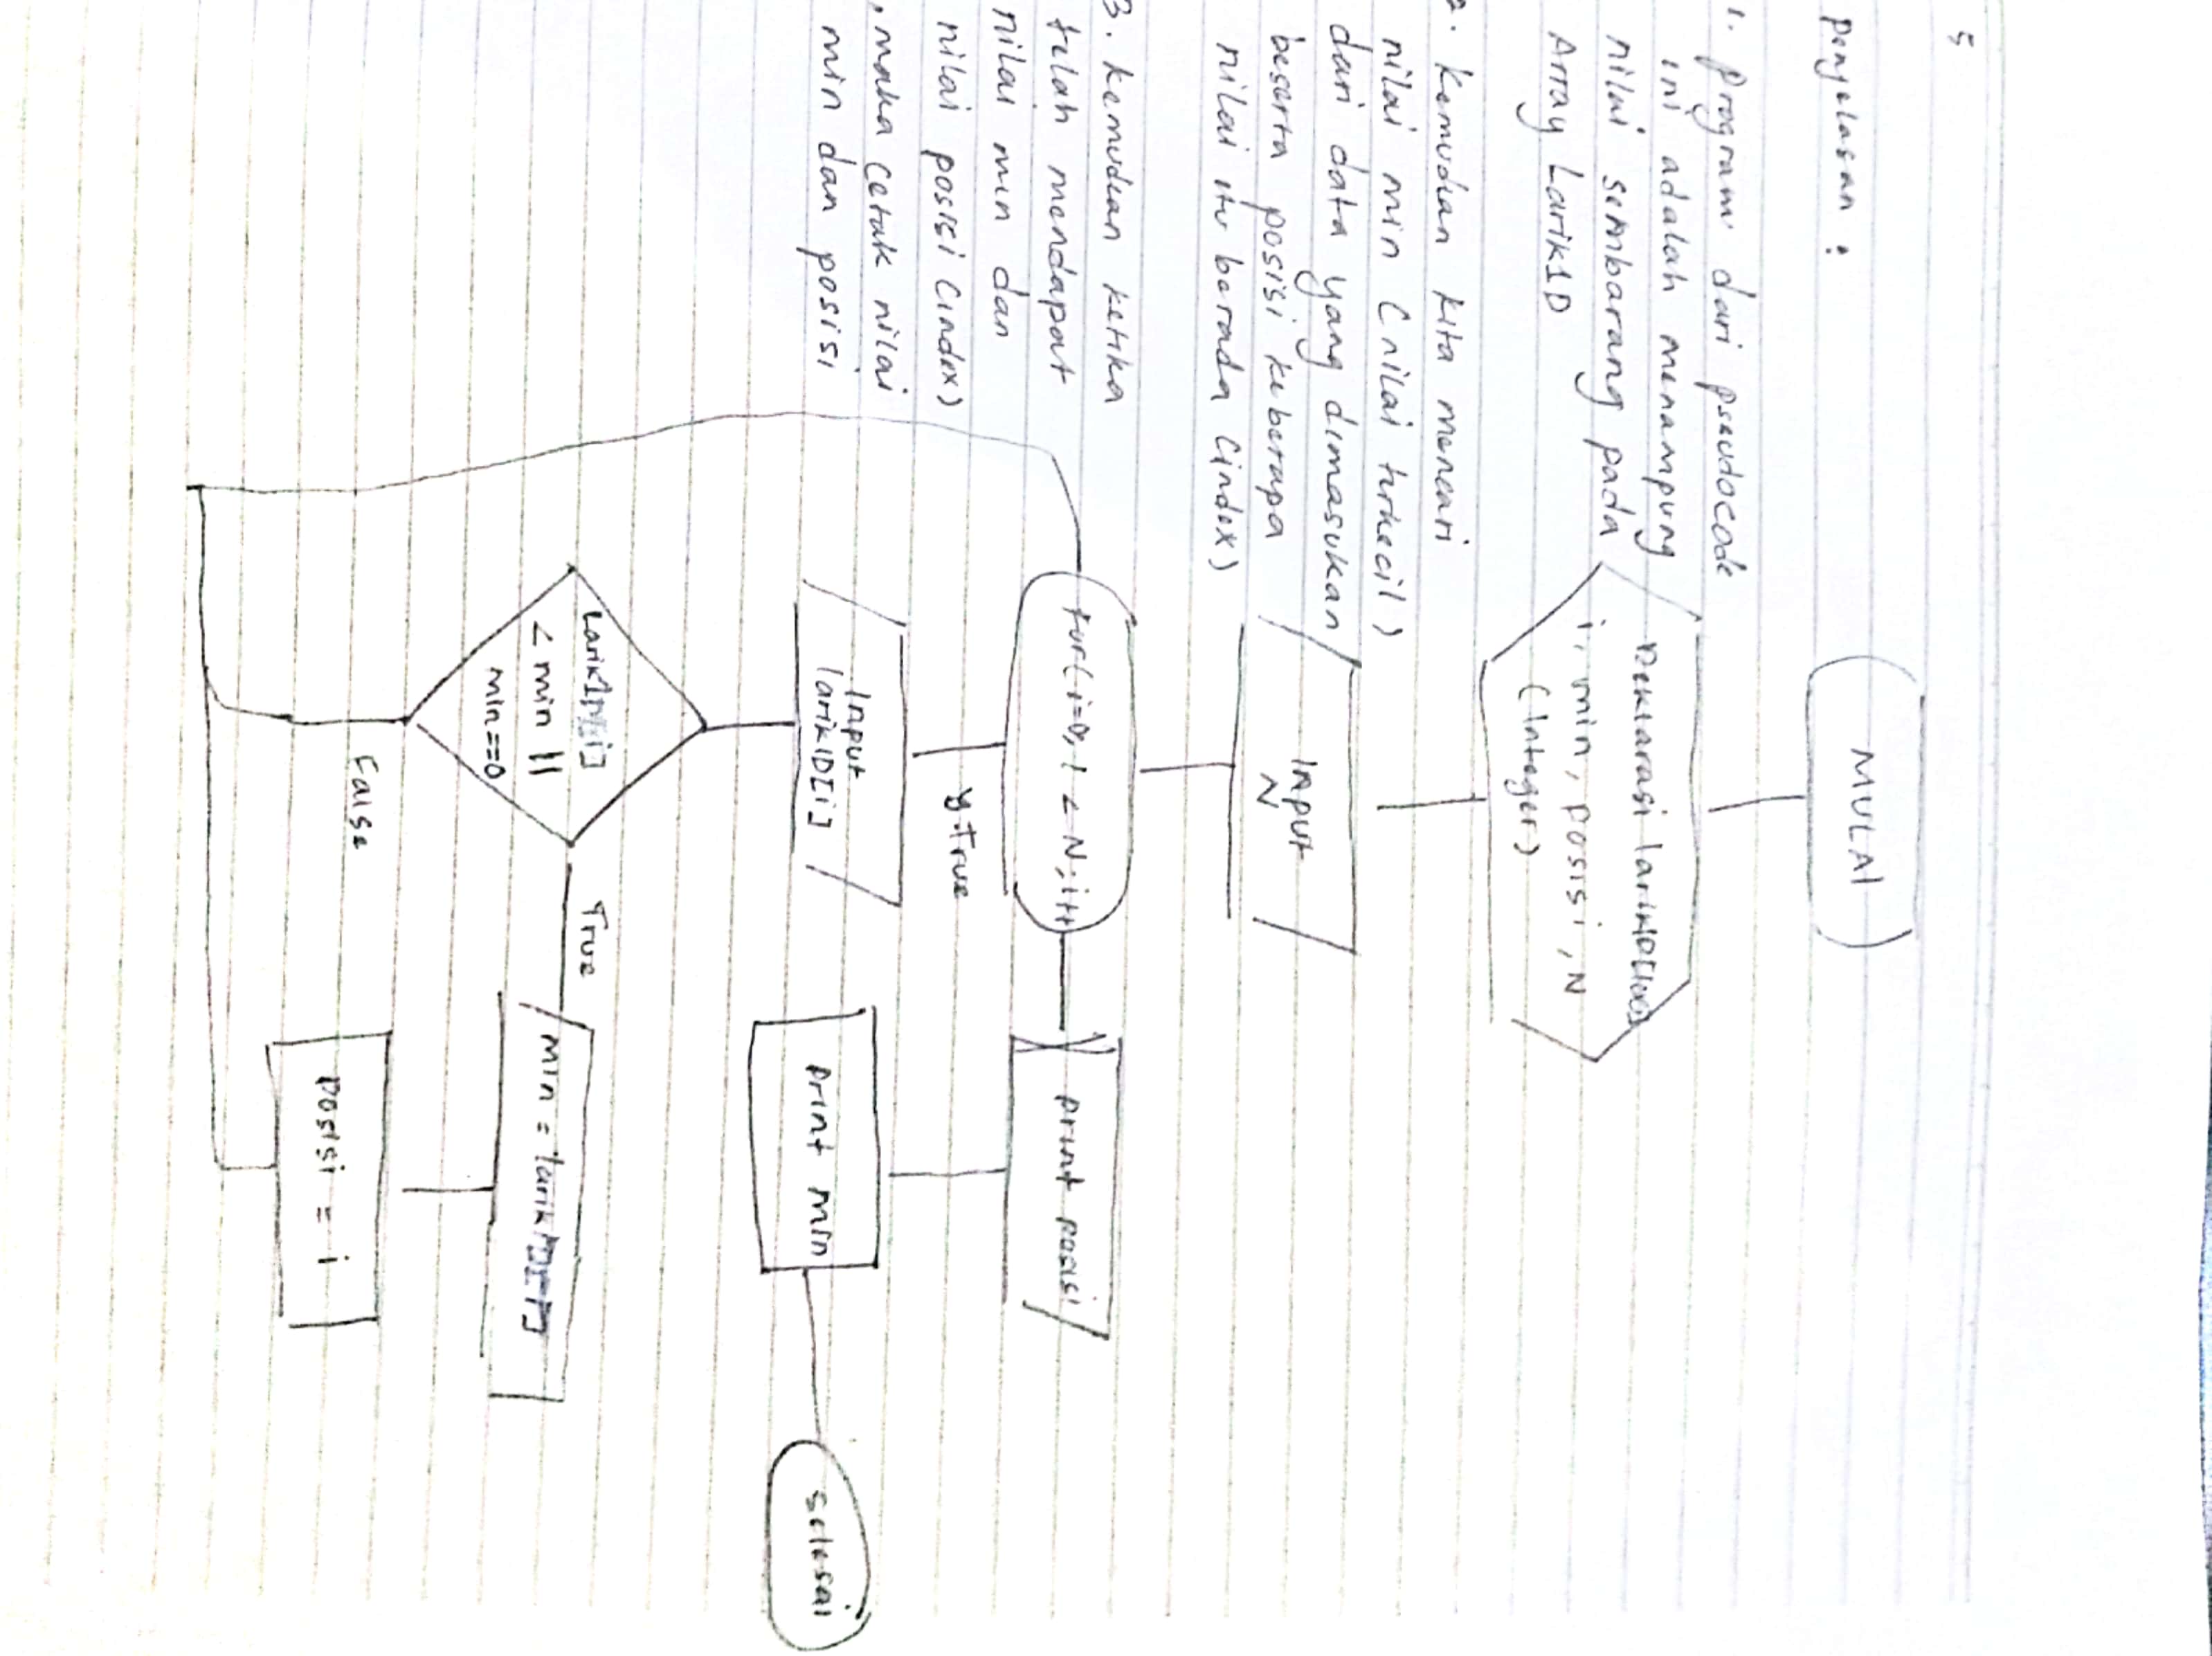 5
MULAI
penjelasan :
1. program dari pseudocode
ini adalah menampung
nilai sembarang pada
Array Larik1D
Deklarasi larik1D[100]
i, min, posisi, N
(Integer)
2. Kemudian kita mencari
nilai min (nilai terkecil)
dari data yang dimasukan
beserta posisi keberapa
nilai itu berada (index)
Input
N
3. Kemudian ketika
telah mendapat
nilai min dan
nilai posisi (index)
. maka cetak nilai
min dan posisi
for(i=0; i < N; i++
print posisi
y.True
Input
larik1D[i]
print min
selesai
Larik1D[i]
< min ||
min==0
True
min = larik1D[i]
False
posisi = i